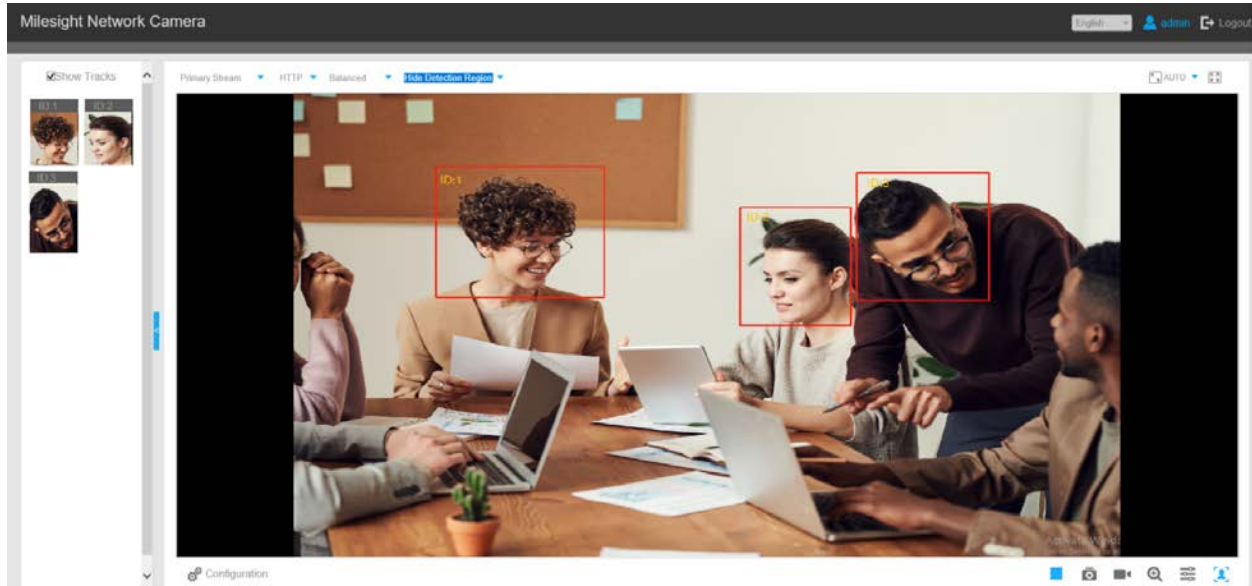 Milesight Network Camera
English
admin
Logout
Show Tracks
Primary Stream
HTTP
Balanced
Hide Detection Region
AUTO
ID:1
ID:2
ID:3
ID:1
Configuration